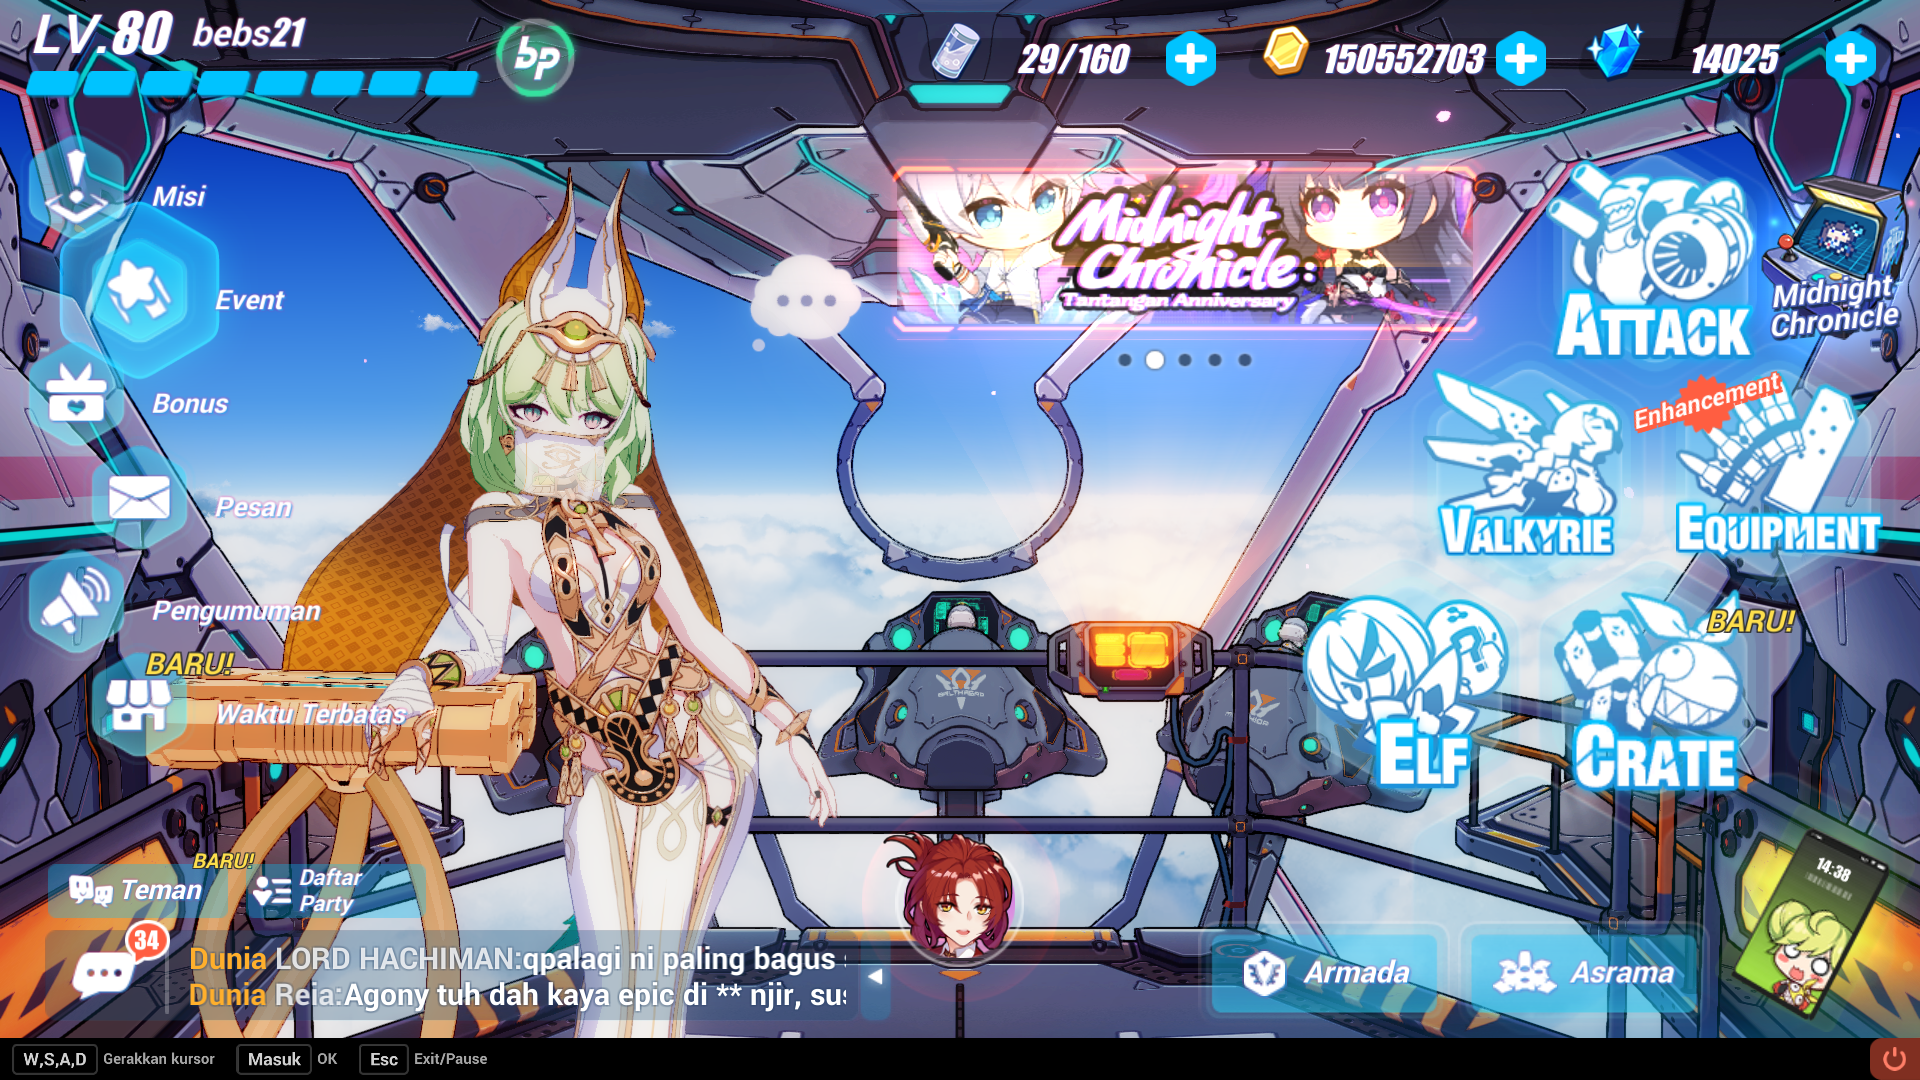 LV.80 bebs21
bp
29/160
150552703
14025
Misi
Event
Bonus
Pesan
Pengumuman
BARU!
Waktu Terbatas
Midnight
Chronicle:
Tantangan Anniversary
ATTACK
Midnight
Chronicle
VALKYRIE
Enhancement
EQUIPMENT
ELF
BARU!
CRATE
BALTHASAR
14:38
BARU!
Teman
Daftar
Party
34
Dunia LORD HACHIMAN:qpalagi ni paling bagus
Dunia Reia:Agony tuh dah kaya epic di ** njir, sus
Armada
Asrama
W,S,A,D Gerakkan kursor Masuk OK Esc Exit/Pause